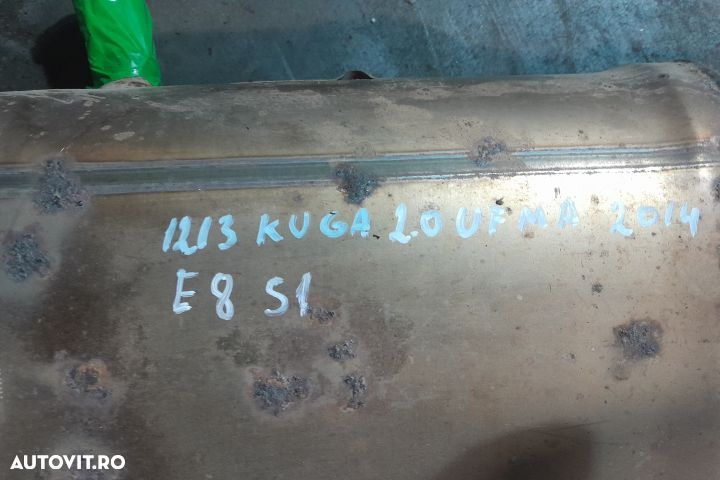 1213 KUGA 2.0 UFMA 2014
E8 S1
AUTOVIT.RO